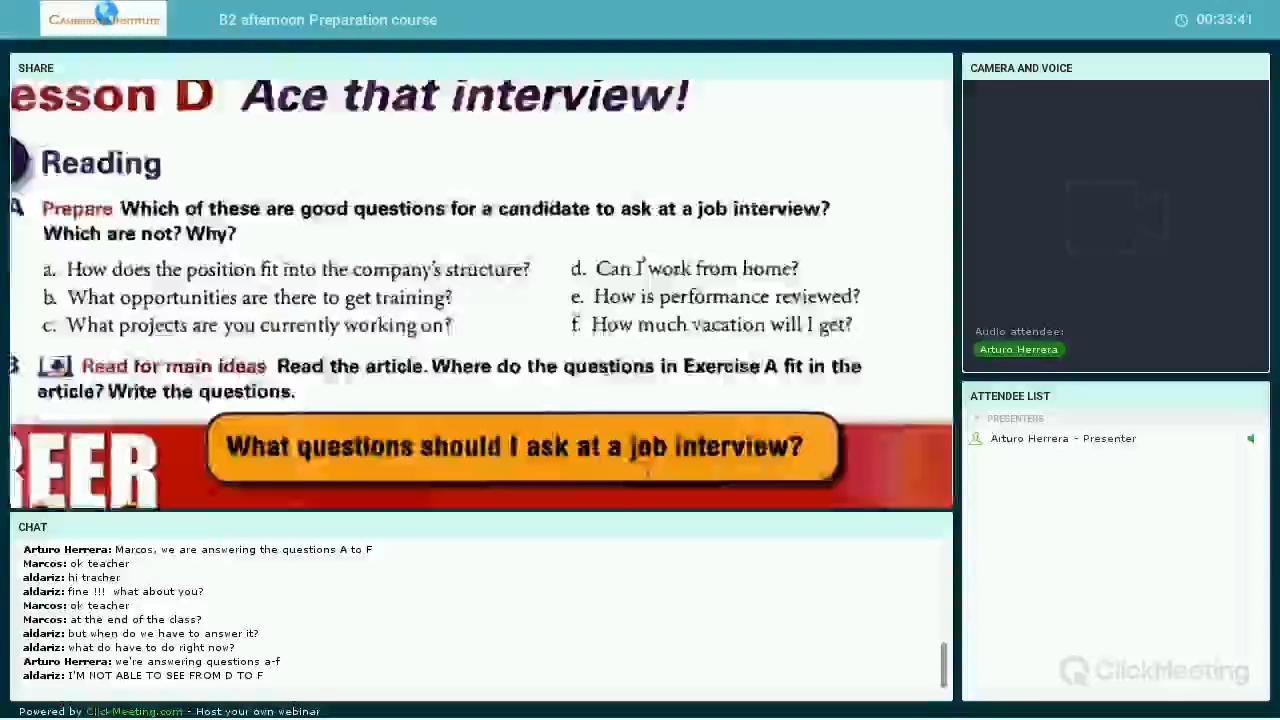 B2 afternoon Preparation course
00:33:41
SHARE
esson D Ace that interview!
Reading
A Prepare Which of these are good questions for a candidate to ask at a job interview?
Which are not? Why?
a. How does the position fit into the company's structure?
b. What opportunities are there to get training?
c. What projects are you currently working on?
d. Can I work from home?
e. How is performance reviewed?
f. How much vacation will I get?
Read for main ideas Read the article. Where do the questions in Exercise A fit in the
article? Write the questions.
REER
What questions should I ask at a job interview?
CAMERA AND VOICE
Audio attendee:
Arturo Herrera
ATTENDEE LIST
PRESENTERS
Arturo Herrera - Presenter
ClickMeeting
CHAT
Arturo Herrera: Marcos, we are answering the questions A to F
Marcos: ok teacher
aldariz: hi tracher
aldariz: fine !!! what about you?
Marcos: ok teacher
Marcos: at the end of the class?
aldariz: but when do we have to answer it?
aldariz: what do have to do right now?
Arturo Herrera: we're answering questions a-f
aldariz: I'M NOT ABLE TO SEE FROM D TO F
Powered by ClickMeeting.com - Host your own webinar